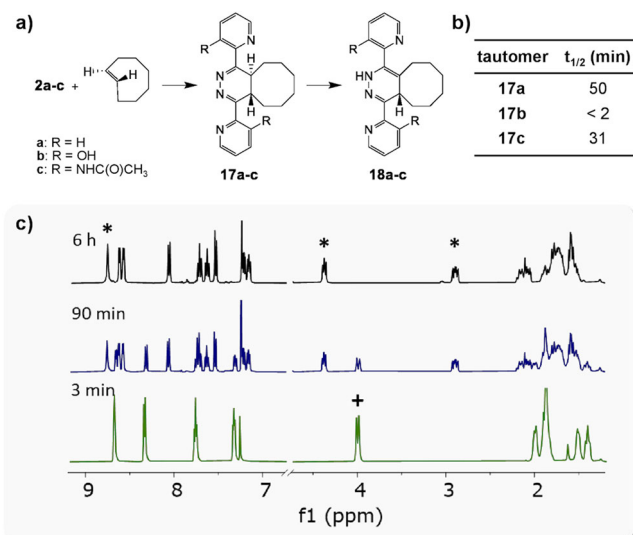 a)
b)
R
N
H
H
2a-c +
N
N
H
H
R
N
HN
N
H
R
N
R
N
a: R = H
b: R = OH
c: R = NHC(O)CH3
17a-c
18a-c
tautomer t1/2 (min)
17a 50
17b < 2
17c 31
c)
6 h
*
*
*
90 min
3 min
+
9 8 7 4 3 2
f1 (ppm)